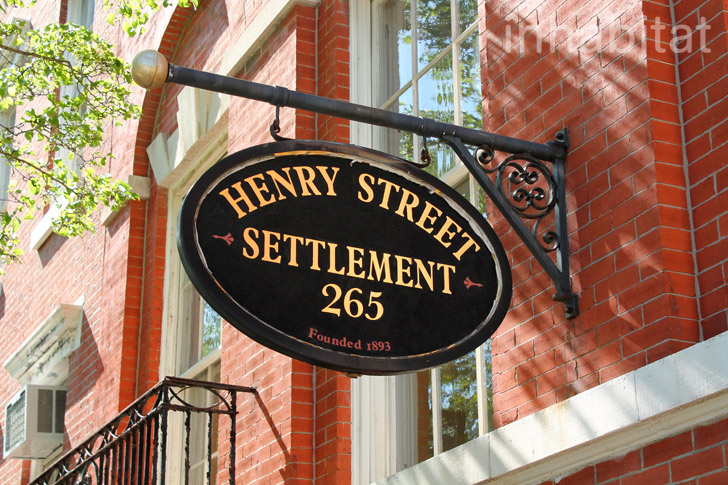 inhabitat
HENRY STREET
SETTLEMENT
265
Founded 1893